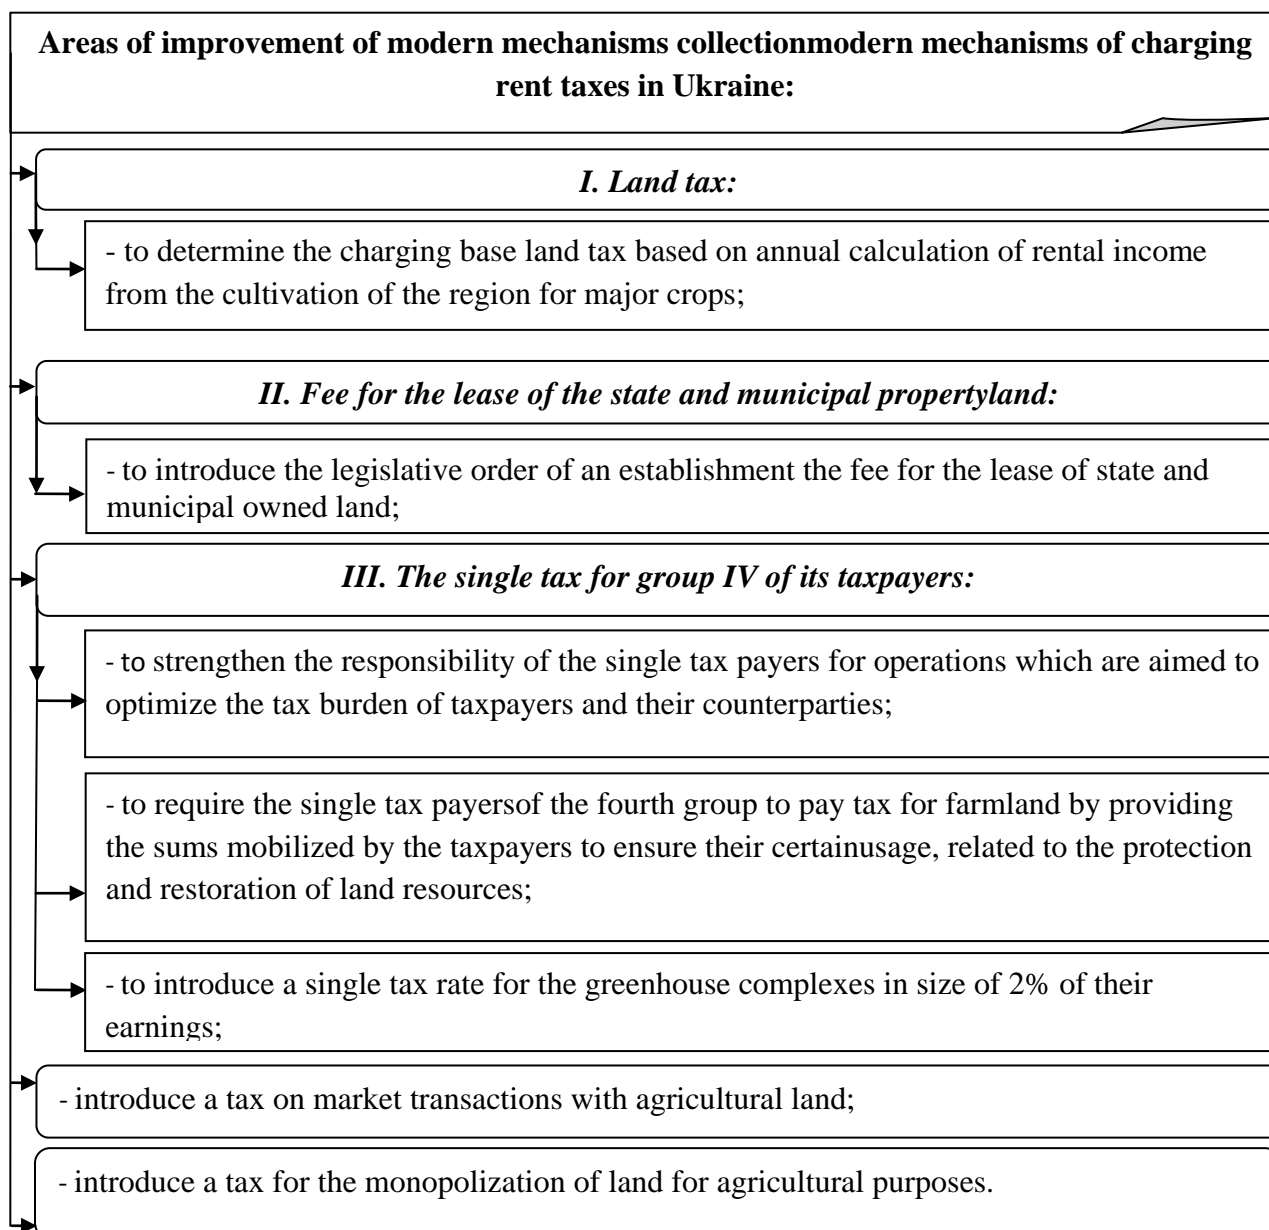 Areas of improvement of modern mechanisms collectionmodern mechanisms of charging
rent taxes in Ukraine:
I. Land tax:
- to determine the charging base land tax based on annual calculation of rental income
from the cultivation of the region for major crops;
II. Fee for the lease of the state and municipal propertyland:
- to introduce the legislative order of an establishment the fee for the lease of state and
municipal owned land;
III. The single tax for group IV of its taxpayers:
- to strengthen the responsibility of the single tax payers for operations which are aimed to
optimize the tax burden of taxpayers and their counterparties;
- to require the single tax payersof the fourth group to pay tax for farmland by providing
the sums mobilized by the taxpayers to ensure their certainusage, related to the protection
and restoration of land resources;
- to introduce a single tax rate for the greenhouse complexes in size of 2% of their
earnings;
- introduce a tax on market transactions with agricultural land;
- introduce a tax for the monopolization of land for agricultural purposes.